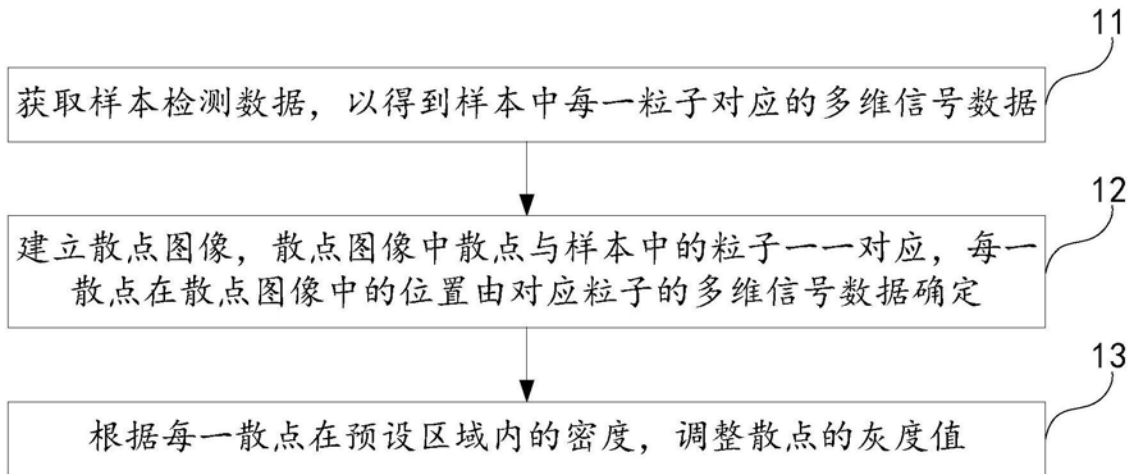 11
获取样本检测数据，以得到样本中每一粒子对应的多维信号数据
12
建立散点图像，散点图像中散点与样本中的粒子一一对应，每一
散点在散点图像中的位置由对应粒子的多维信号数据确定
13
根据每一散点在预设区域内的密度，调整散点的灰度值